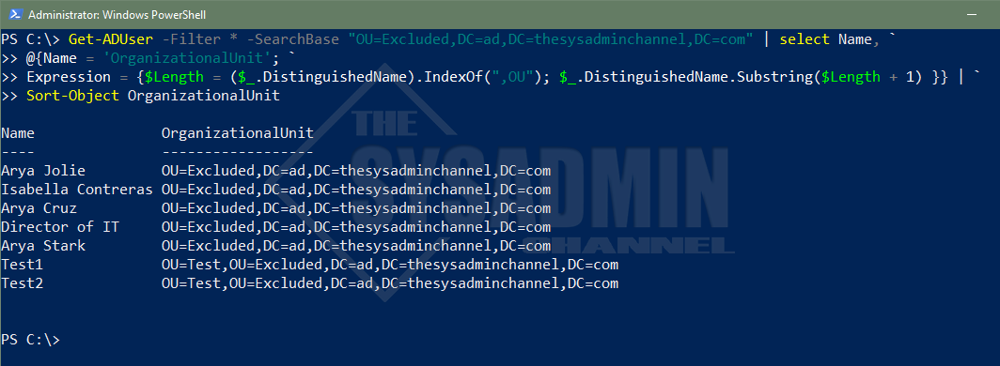 Administrator: Windows PowerShell
PS C:\> Get-ADUser -Filter * -SearchBase "OU=Excluded,DC=ad,DC=thesysadminchannel,DC=com" | select Name, `
>> @{Name = 'OrganizationalUnit'; `
>> Expression = {$Length = ($_.DistinguishedName).IndexOf(",OU"); $_.DistinguishedName.Substring($Length + 1) }} | `
>> Sort-Object OrganizationalUnit
Name OrganizationalUnit
---- ------------------
Arya Jolie OU=Excluded,DC=ad,DC=thesysadminchannel,DC=com
Isabella Contreras OU=Excluded,DC=ad,DC=thesysadminchannel,DC=com
Arya Cruz OU=Excluded,DC=ad,DC=thesysadminchannel,DC=com
Director of IT OU=Excluded,DC=ad,DC=thesysadminchannel,DC=com
Arya Stark OU=Excluded,DC=ad,DC=thesysadminchannel,DC=com
Test1 OU=Test,OU=Excluded,DC=ad,DC=thesysadminchannel,DC=com
Test2 OU=Test,OU=Excluded,DC=ad,DC=thesysadminchannel,DC=com
PS C:\>
THE
SYSADMIN
CHANNEL